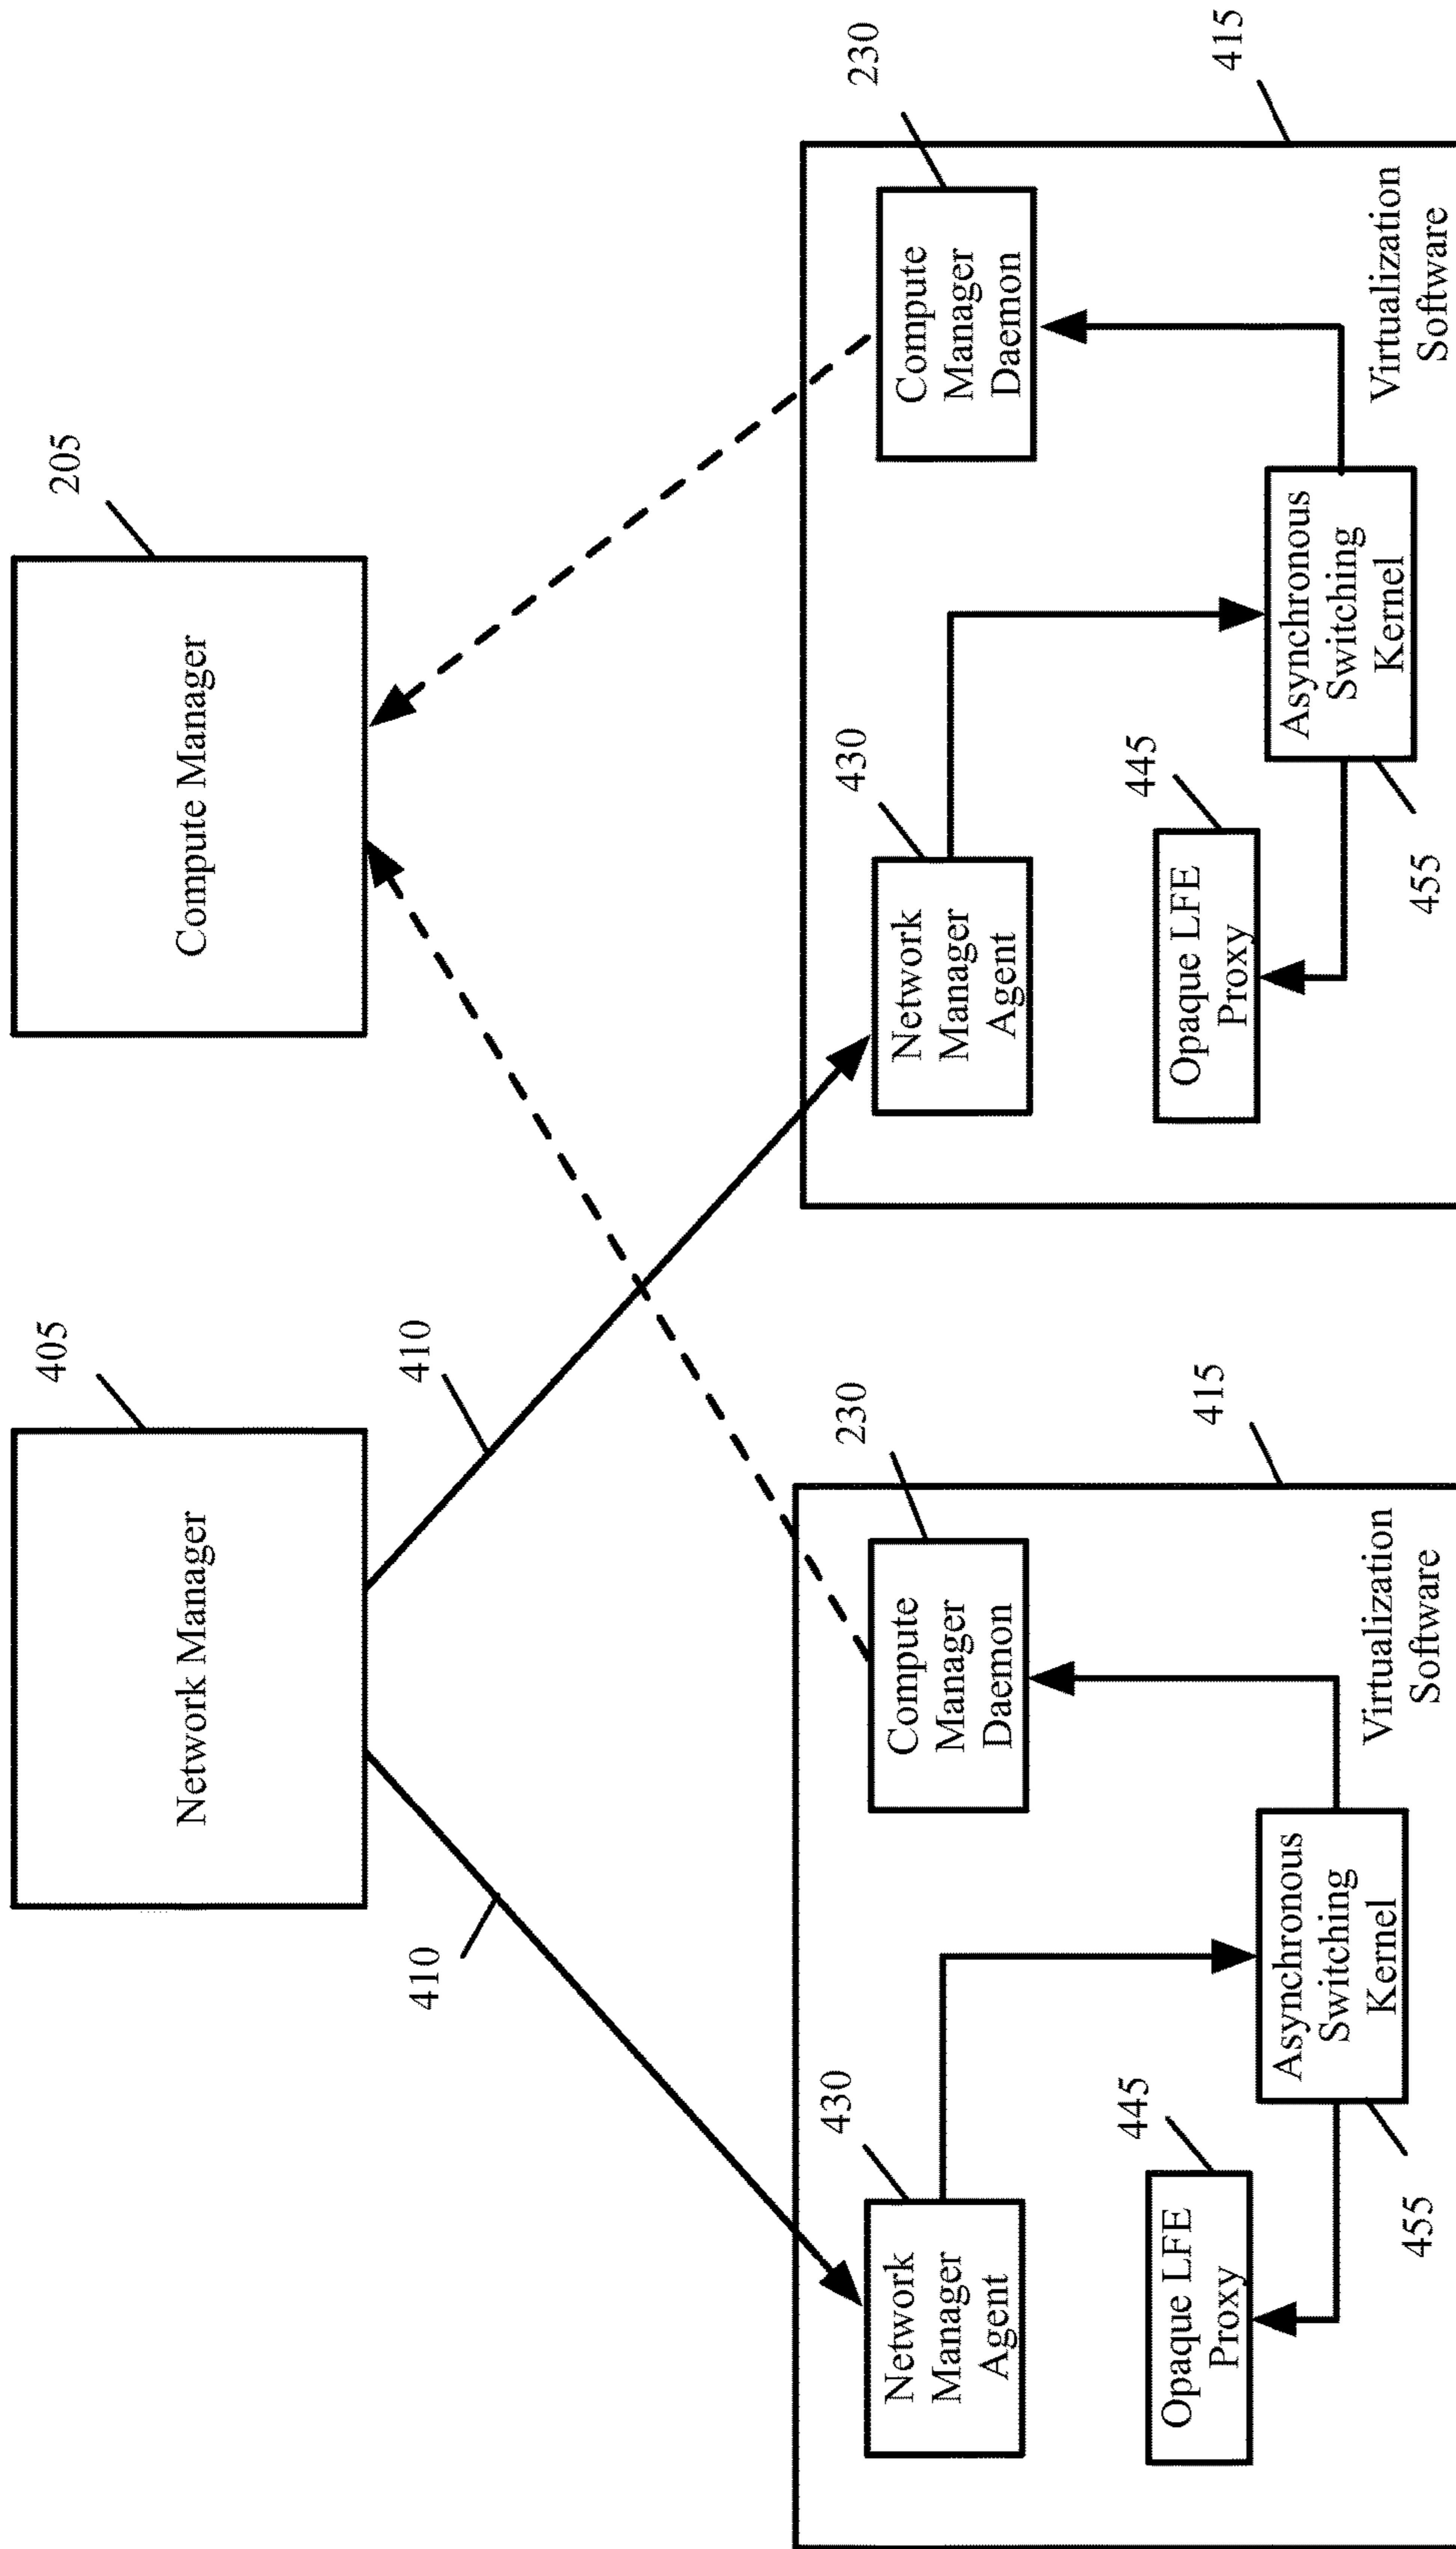 405
205
Network Manager
Compute Manager
410
410
415
230
430
Network
Manager
Agent
Compute
Manager
Daemon
445
Opaque LFE
Proxy
Asynchronous
Switching
Kernel
455
Virtualization
Software
415
230
430
Network
Manager
Agent
Compute
Manager
Daemon
445
Opaque LFE
Proxy
Asynchronous
Switching
Kernel
455
Virtualization
Software